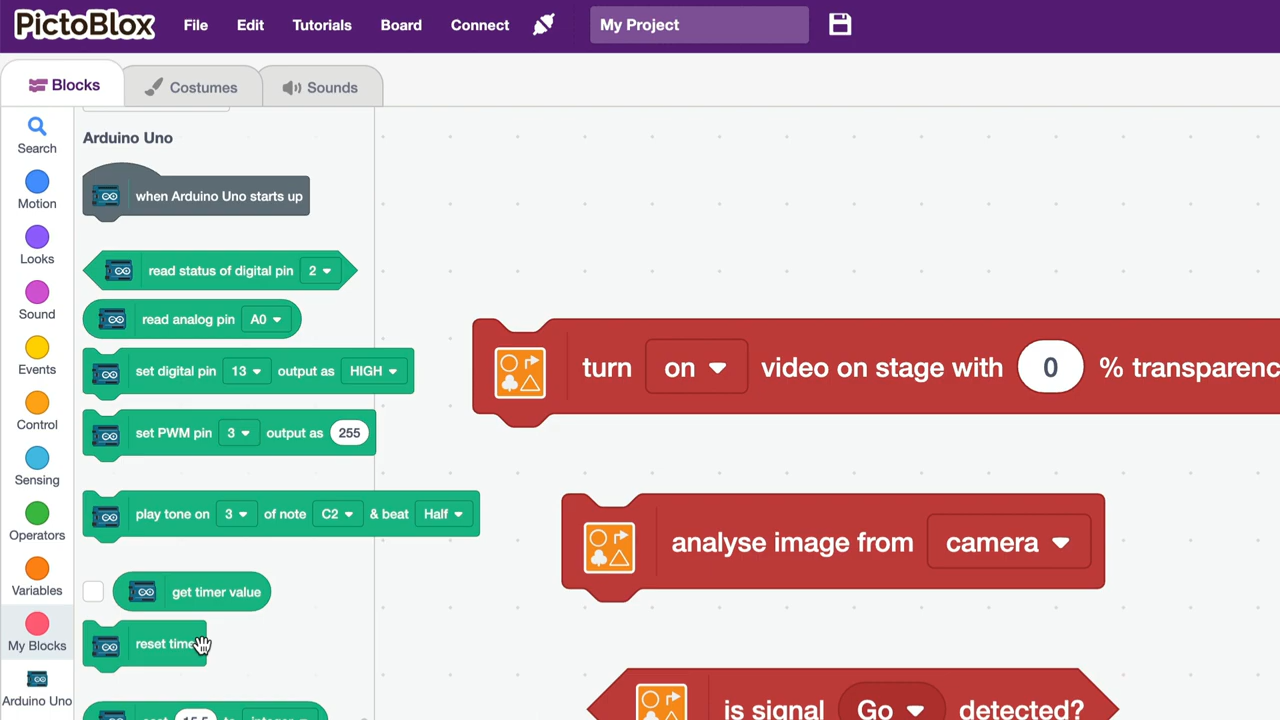 PictoBlox File Edit Tutorials Board Connect My Project
Blocks Costumes Sounds
Search
Motion
Looks
Sound
Events
Control
Sensing
Operators
Variables
My Blocks
Arduino Uno
Arduino Uno
when Arduino Uno starts up
read status of digital pin 2
read analog pin A0
set digital pin 13 output as HIGH
set PWM pin 3 output as 255
play tone on 3 of note C2 & beat Half
get timer value
reset
turn on video on stage with 0 %
analyse image from camera
is signal Go detected?